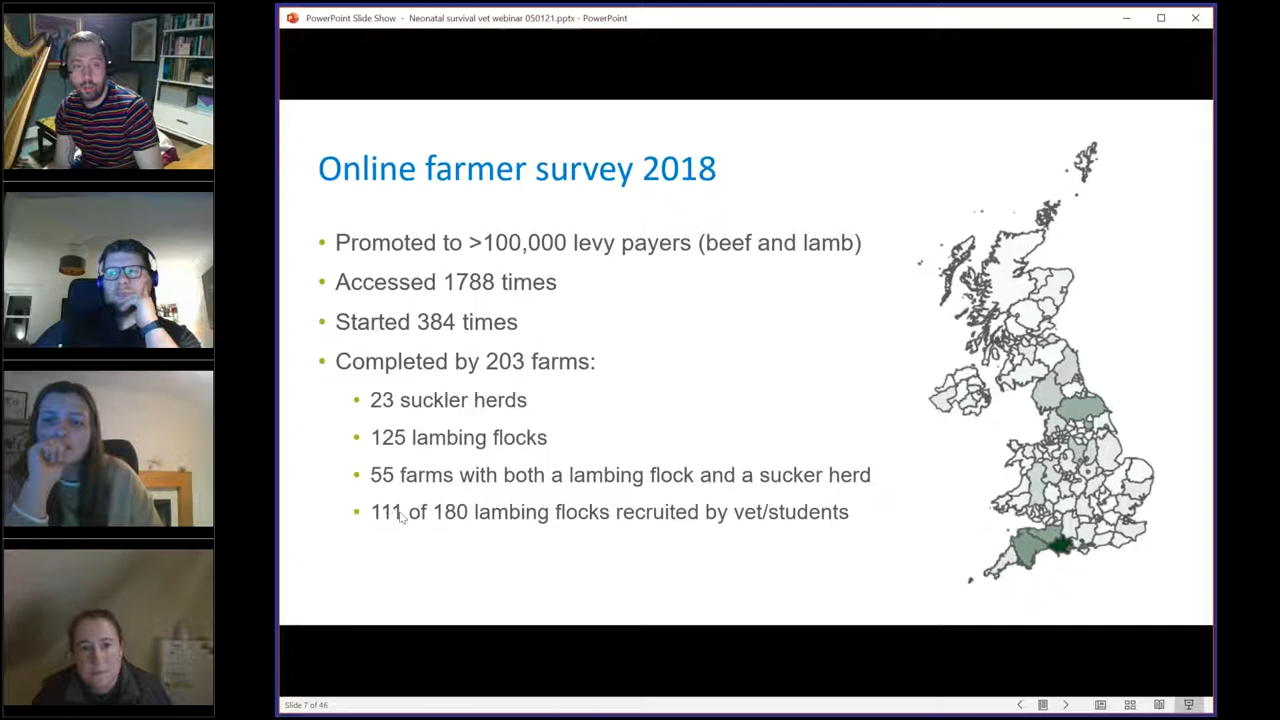 PowerPoint Slide Show - Neonatal survival vet webinar 050121.pptx - PowerPoint
Online farmer survey 2018
• Promoted to >100,000 levy payers (beef and lamb)
• Accessed 1788 times
• Started 384 times
• Completed by 203 farms:
• 23 suckler herds
• 125 lambing flocks
• 55 farms with both a lambing flock and a sucker herd
• 111 of 180 lambing flocks recruited by vet/students
Slide 7 of 46